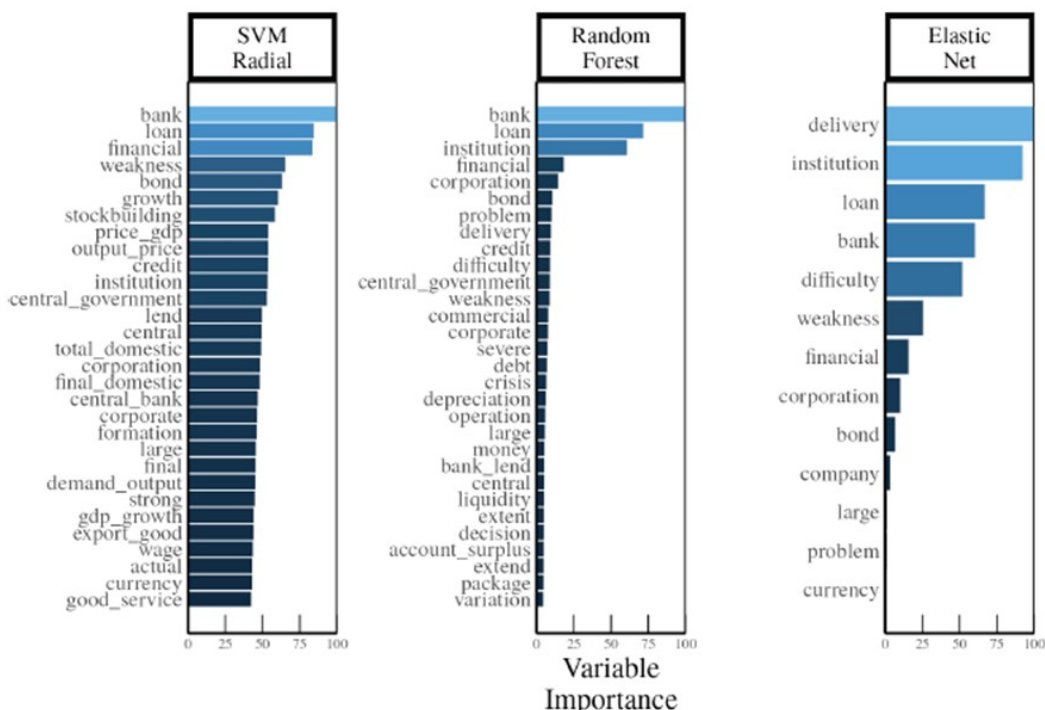 SVM
Radial
bank
loan
financial
weakness
bond
growth
stockbuilding
price_gdp
output_price
credit
institution
-central_government
lend
central
total_domestic
corporation
final_domestic
central_bank
corporate
formation
large
final
demand_output
strong
gdp_growth
export_good
wage
actual
currency
good_service
0 25 50 75 100
Random
Forest
bank
loan
institution
financial
corporation
bond
problem
delivery
credit
difficulty
central_government
weakness
commercial
corporate
severe
debt
crisis
depreciation
operation
large
money
bank_lend
central
liquidity
extent
decision
account_surplus
extend
package
variation
0 25 50 75 100
Variable
Importance
Elastic
Net
delivery
institution
loan
bank
difficulty
weakness
financial
corporation
bond
company
large
problem
currency
0 25 50 75 100